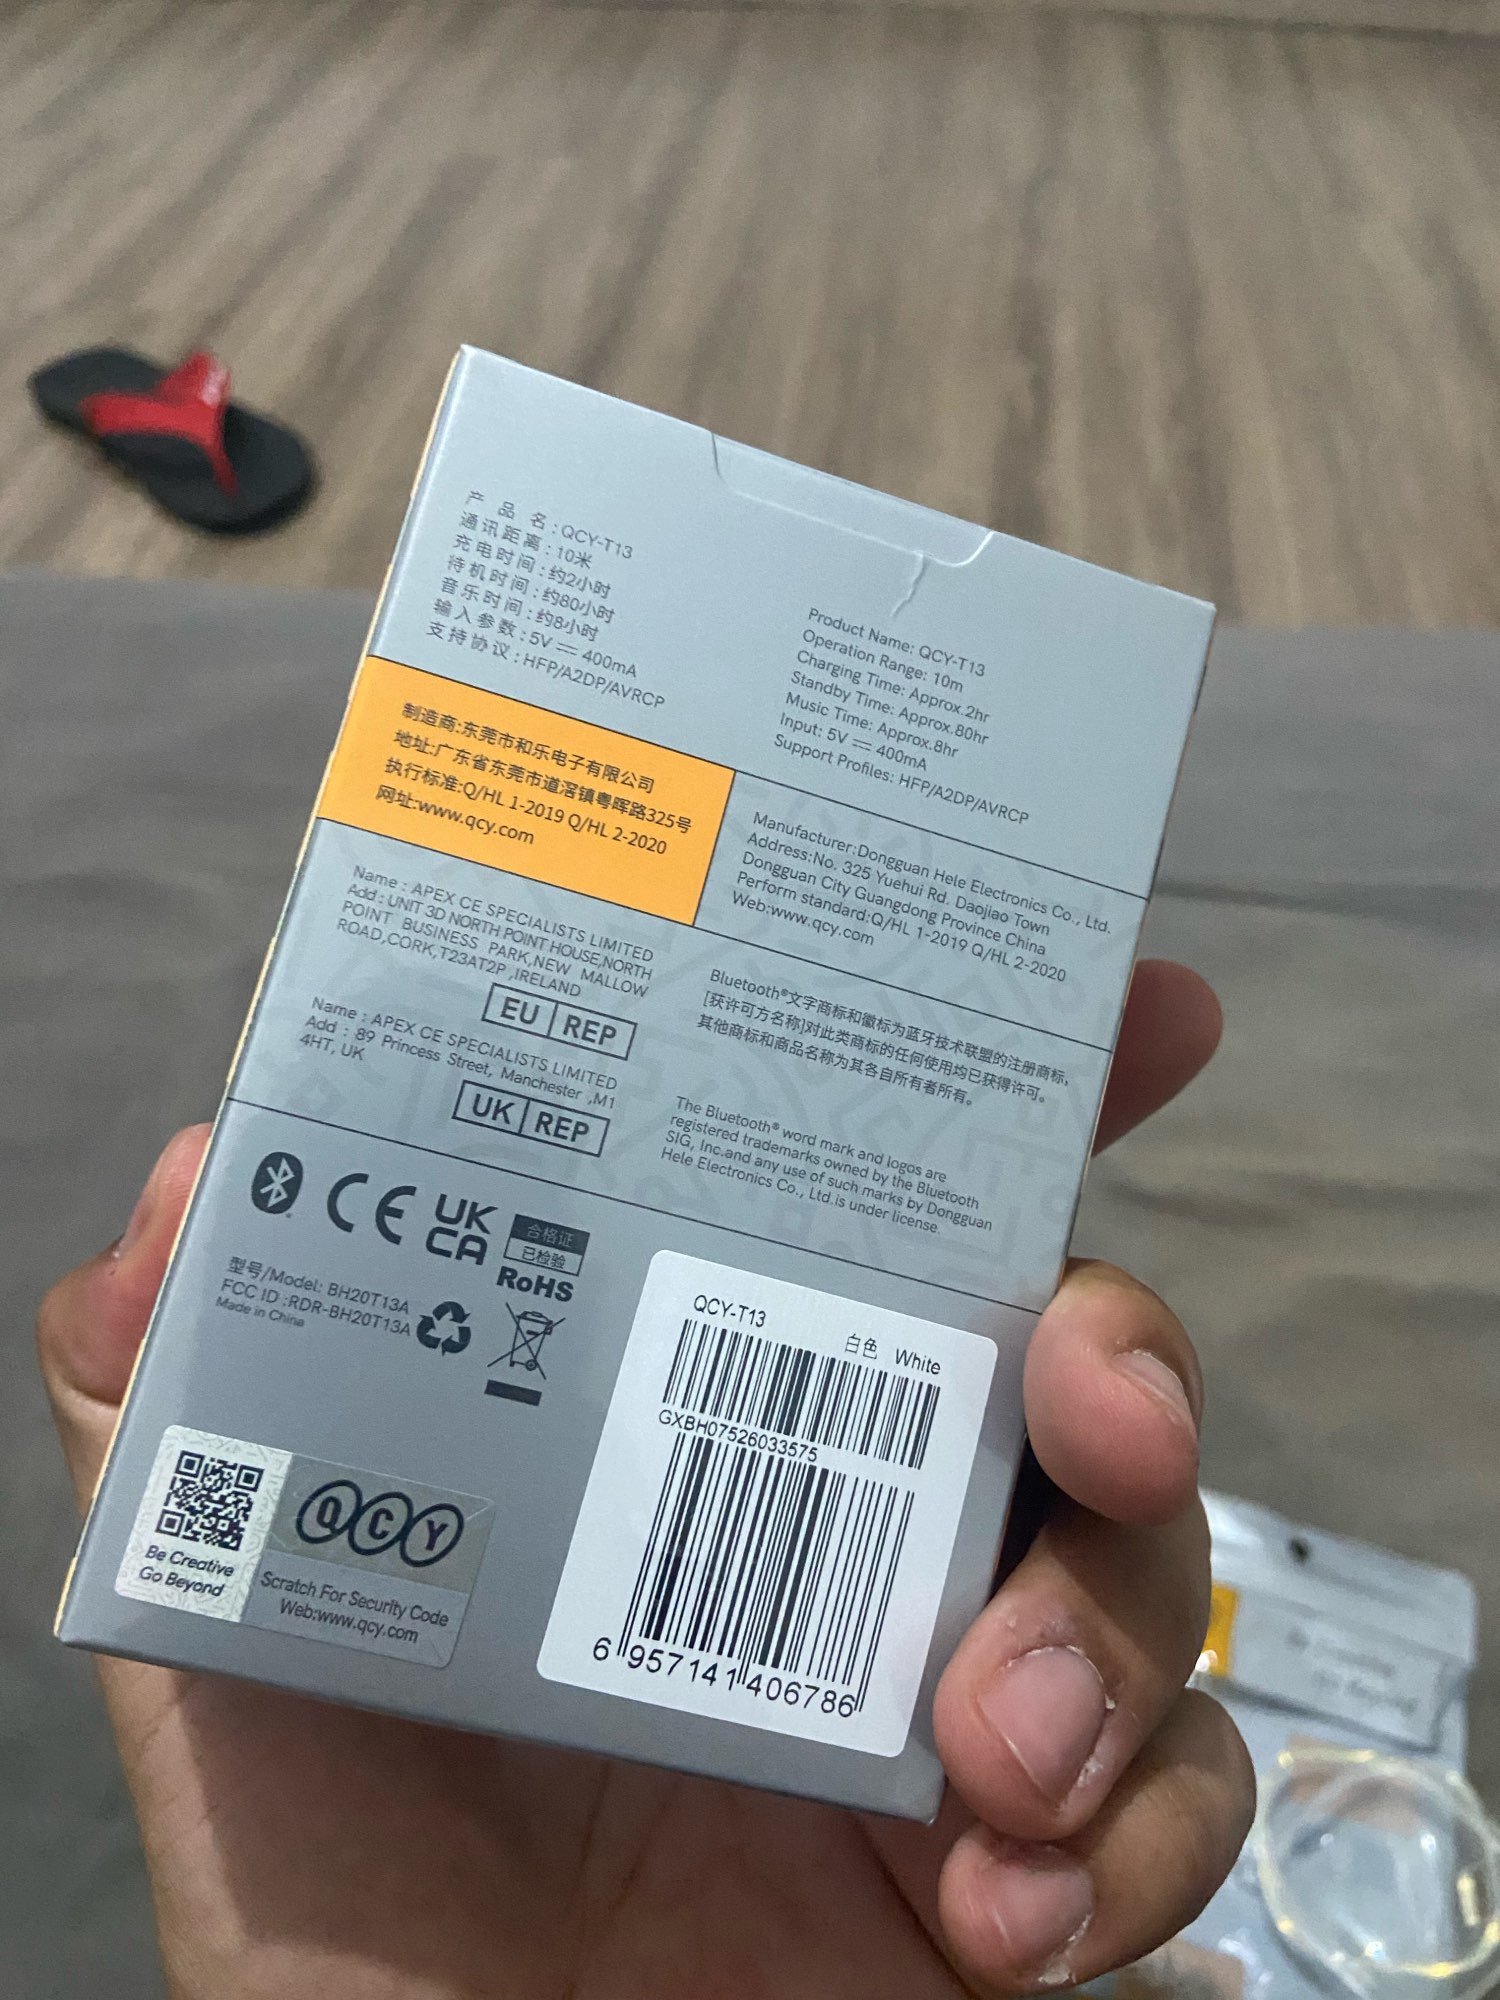 产品名:QCY-T13
通讯距离:10米
充电时间:约2小时
待机时间:约80小时
音乐时间:约8小时
输入参数:5V⎓400mA
支持协议:HFP/A2DP/AVRCP
Product Name: QCY-T13
Operation Range: 10m
Charging Time: Approx.2hr
Standby Time: Approx.80hr
Music Time: Approx.8hr
Input: 5V⎓400mA
Support Profiles: HFP/A2DP/AVRCP
制造商:东莞市和乐电子有限公司
地址:广东省东莞市道滘镇粤晖路325号
执行标准:Q/HL 1-2019 Q/HL 2-2020
网址:www.qcy.com
Manufacturer:Dongguan Hele Electronics Co., Ltd.
Address:No. 325 Yuehui Rd. Daojiao Town
Dongguan City Guangdong Province China
Perform standard:Q/HL 1-2019 Q/HL 2-2020
Web:www.qcy.com
Name : APEX CE SPECIALISTS LIMITED
Add : UNIT 3D NORTH POINT HOUSE,NORTH
POINT BUSINESS PARK,NEW MALLOW
ROAD,CORK,T23AT2P ,IRELAND
EU REP
Name : APEX CE SPECIALISTS LIMITED
Add : 89 Princess Street, Manchester ,M1
4HT, UK
UK REP
Bluetooth®文字商标和徽标为蓝牙技术联盟的注册商标,
[获许可方名称]对此类商标的任何使用均已获得许可。
其他商标和商品名称为其各自所有者所有。
The Bluetooth® word mark and logos are
registered trademarks owned by the Bluetooth
SIG, Inc.and any use of such marks by Dongguan
Hele Electronics Co., Ltd.is under license.
CE
UK
CA
合格证
已检验
RoHS
型号/Model: BH20T13A
FCC ID :RDR-BH20T13A
Made in China
QCY-T13
白色 White
GXBH07526033575
6 957141 406786
Be Creative
Go Beyond
QCY
Scratch For Security Code
Web:www.qcy.com